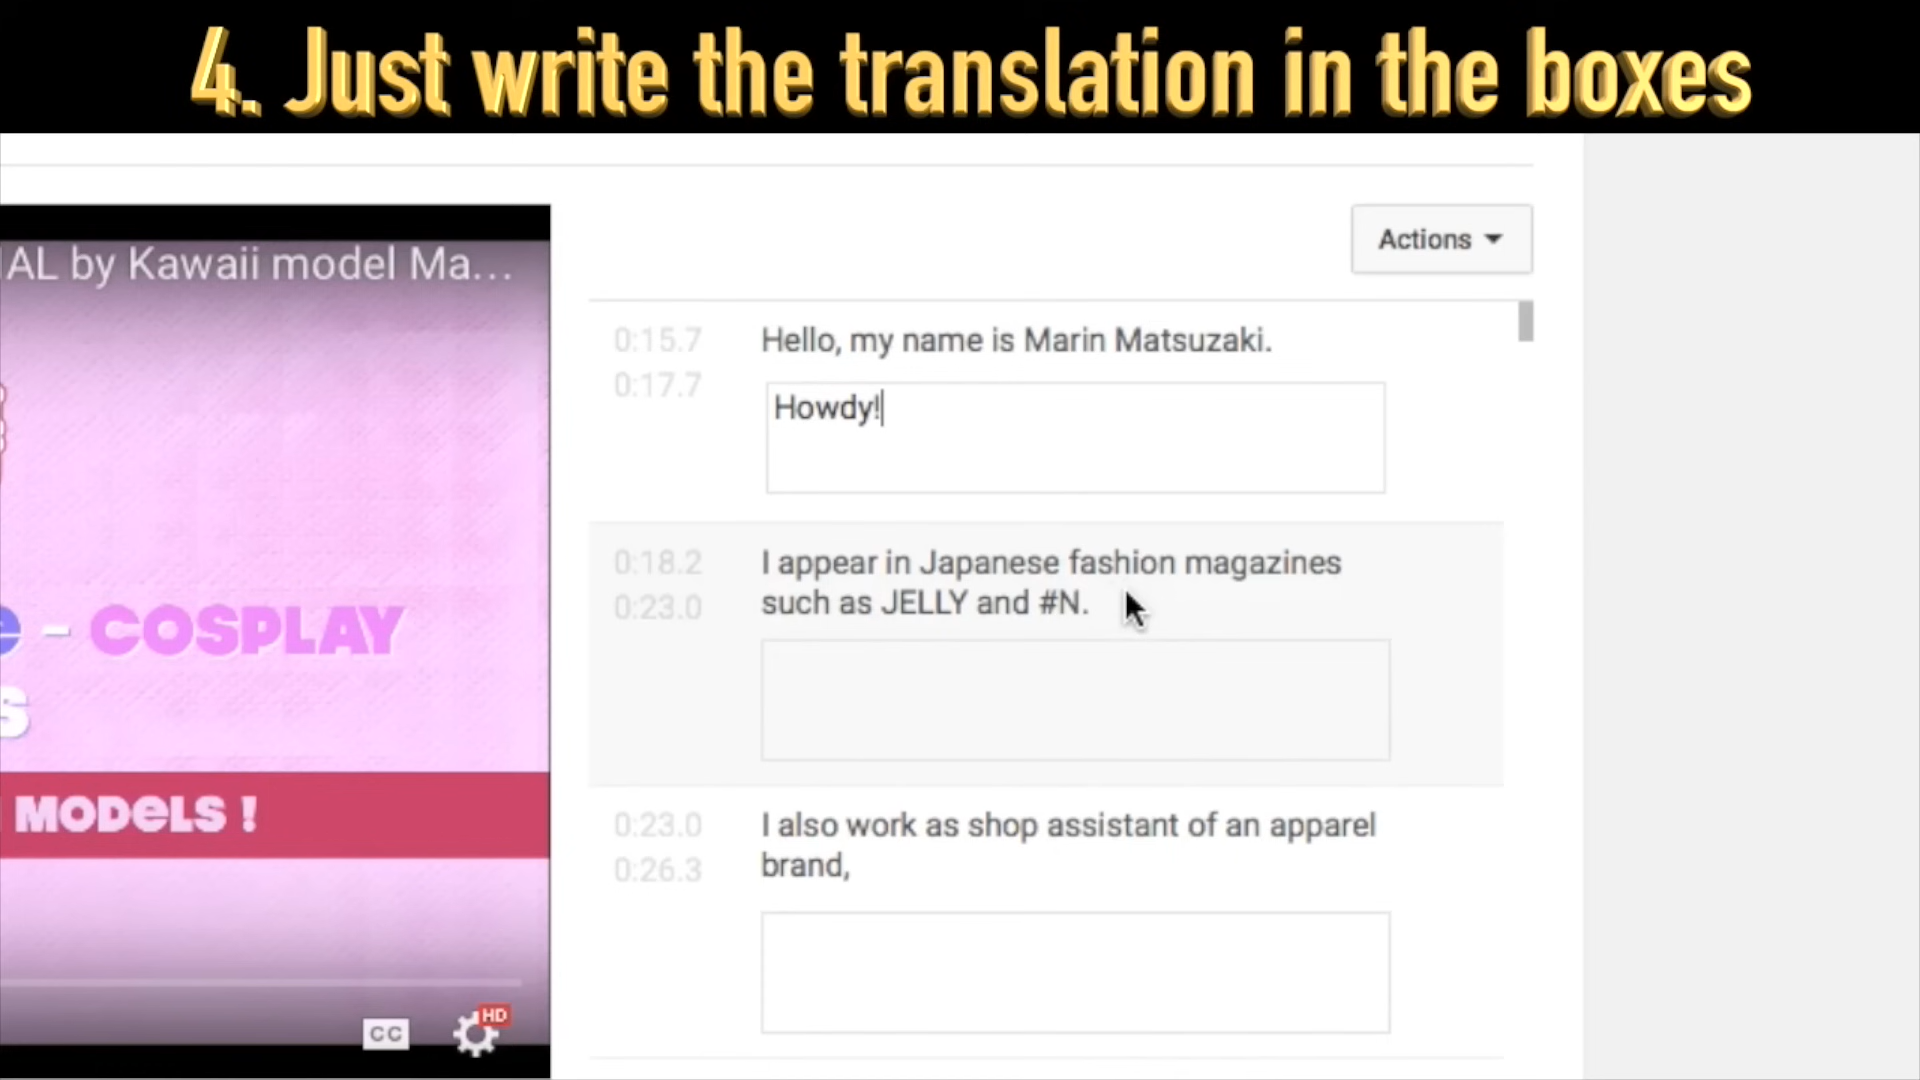 4. Just write the translation in the boxes
AL by Kawaii model Ma...
Actions
0:15.7
Hello, my name is Marin Matsuzaki.
0:17.7
Howdy!
0:18.2
I appear in Japanese fashion magazines
0:23.0
such as JELLY and #N.
e - COSPLAY
S
MODELS !
0:23.0
I also work as shop assistant of an apparel
0:26.3
brand,
CC
HD